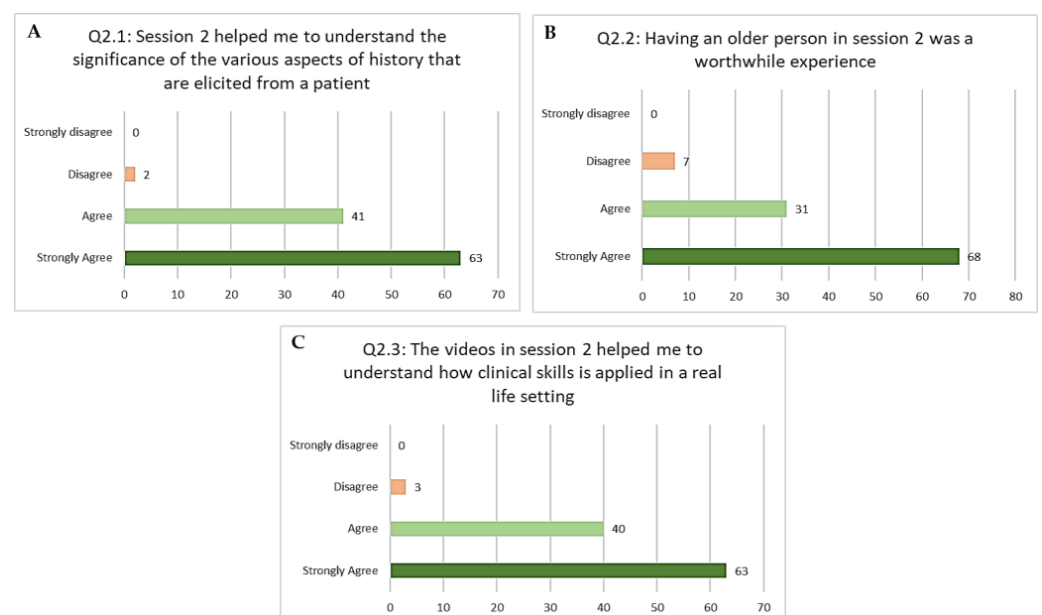 A
Q2.1: Session 2 helped me to understand the
significance of the various aspects of history that
are elicited from a patient
Strongly disagree 0
Disagree 2
Agree 41
Strongly Agree 63
0 10 20 30 40 50 60 70
B
Q2.2: Having an older person in session 2 was a
worthwhile experience
Strongly disagree 0
Disagree 7
Agree 31
Strongly Agree 68
0 10 20 30 40 50 60 70 80
C
Q2.3: The videos in session 2 helped me to
understand how clinical skills is applied in a real
life setting
Strongly disagree 0
Disagree 3
Agree 40
Strongly Agree 63
0 10 20 30 40 50 60 70